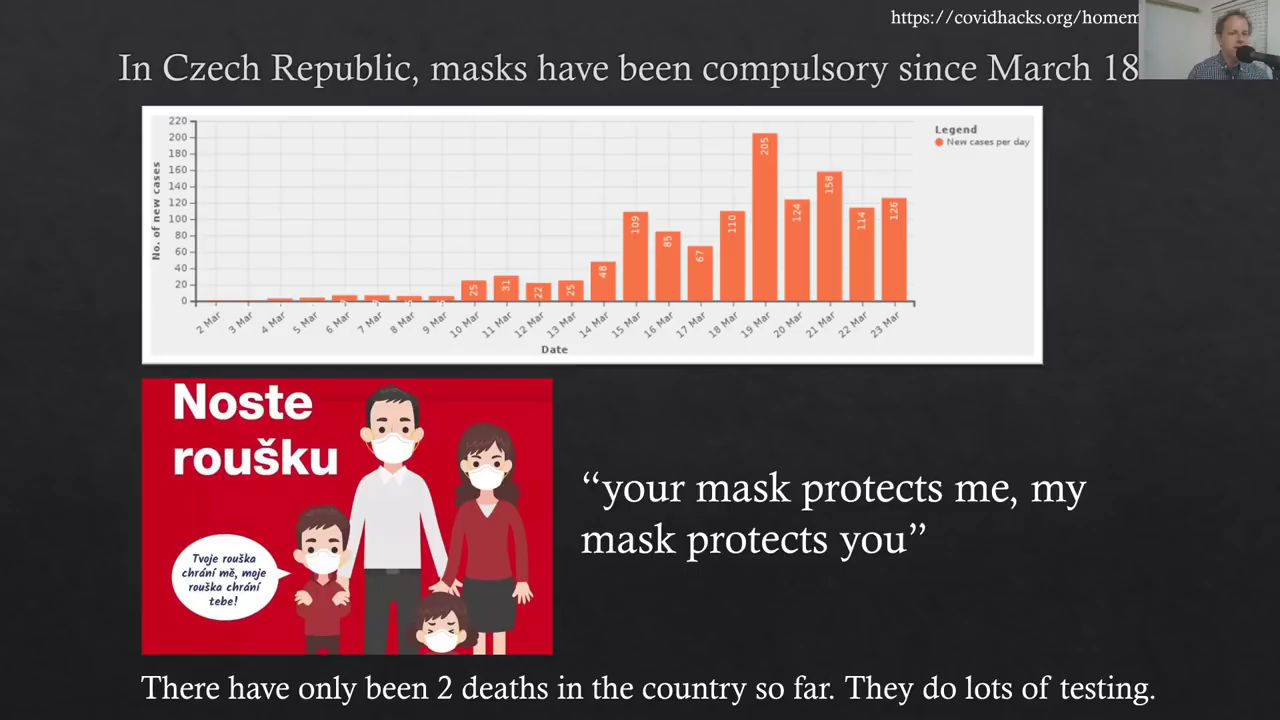 https://covidhacks.org/homem
In Czech Republic, masks have been compulsory since March 18
220
200
180
160
140
120
100
80
60
40
20
0
No. of new cases
7
7
5
5
25
31
22
25
48
109
85
67
110
205
124
158
114
126
2 Mar
3 Mar
4 Mar
5 Mar
6 Mar
7 Mar
8 Mar
9 Mar
10 Mar
11 Mar
12 Mar
13 Mar
14 Mar
15 Mar
16 Mar
17 Mar
18 Mar
19 Mar
20 Mar
21 Mar
22 Mar
23 Mar
Date
Legend
New cases per day
Noste
roušku
Tvoje rouška
chrání mě, moje
rouška chrání
tebe!
“your mask protects me, my
mask protects you”
There have only been 2 deaths in the country so far. They do lots of testing.